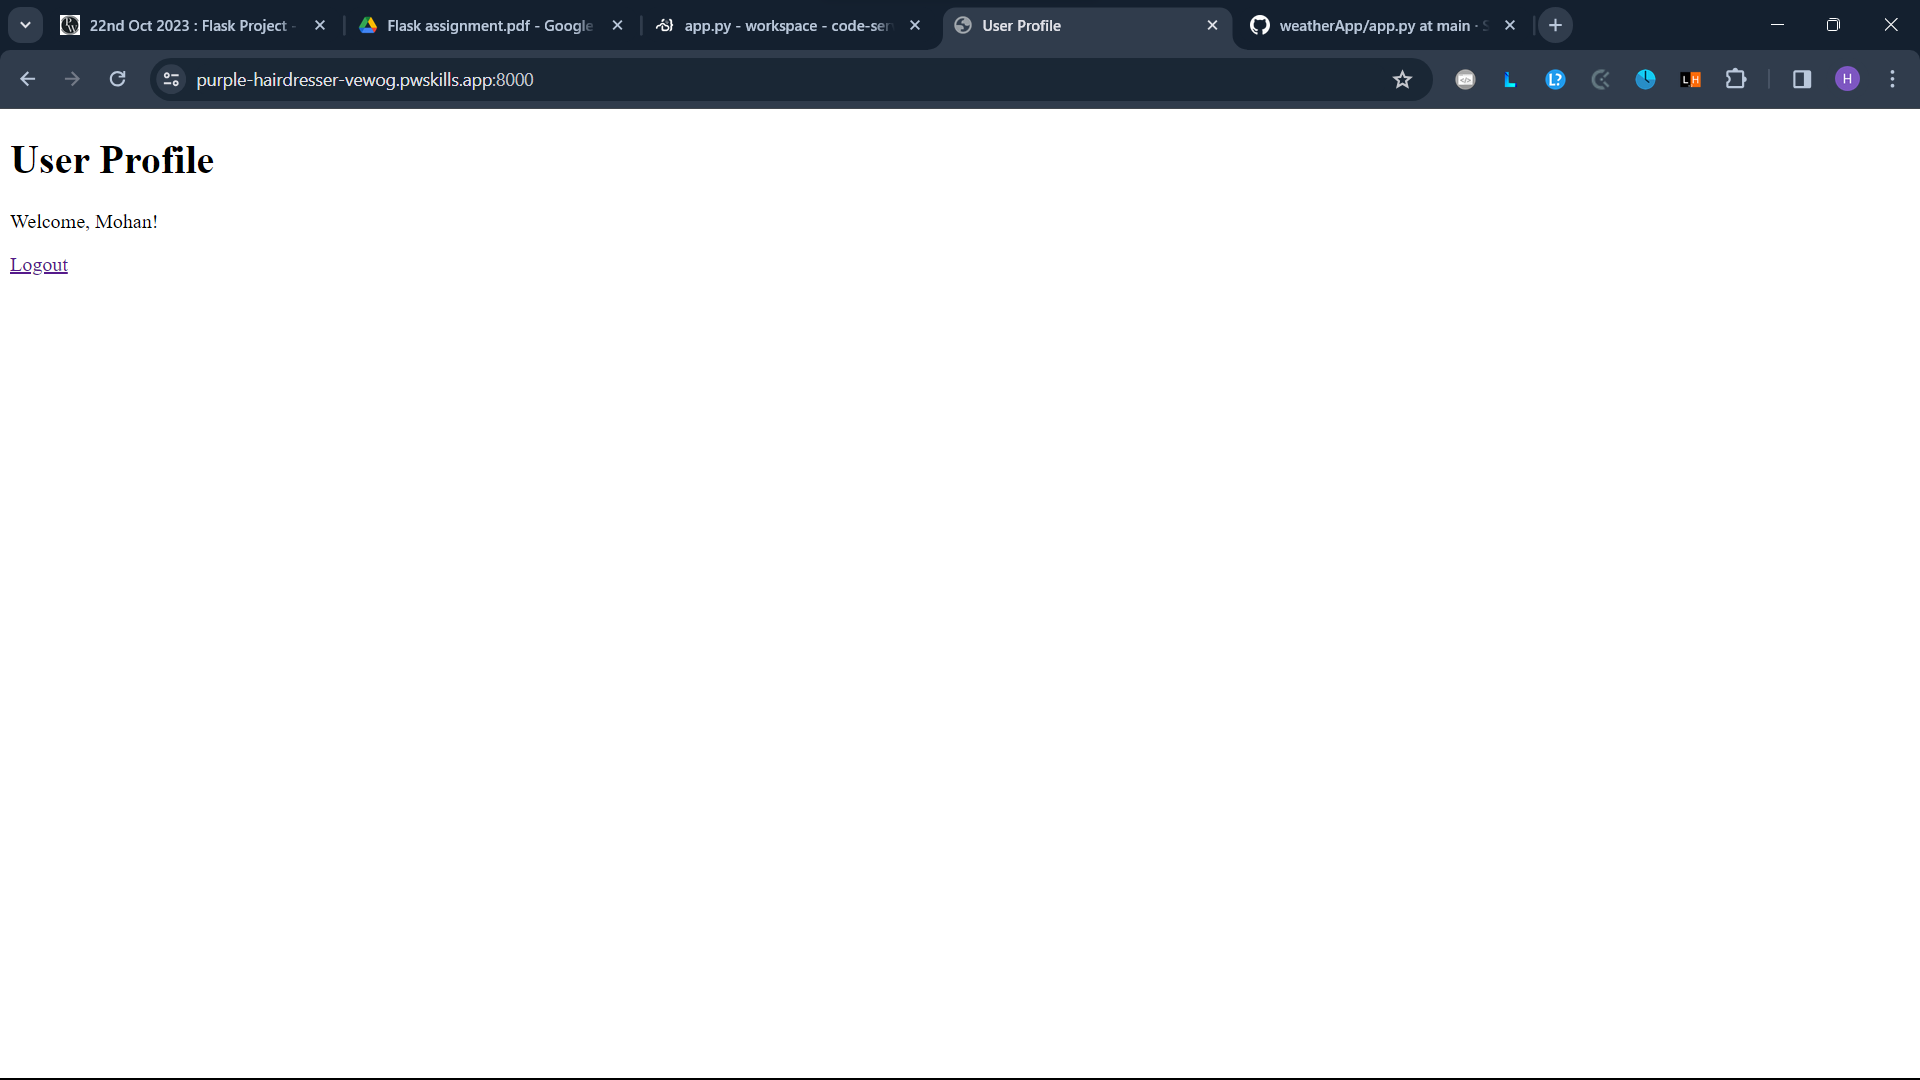 22nd Oct 2023 : Flask Project -
Flask assignment.pdf - Google
app.py - workspace - code-ser
User Profile
weatherApp/app.py at main ·
purple-hairdresser-vewog.pwskills.app:8000
L?
LH
H
User Profile
Welcome, Mohan!
Logout